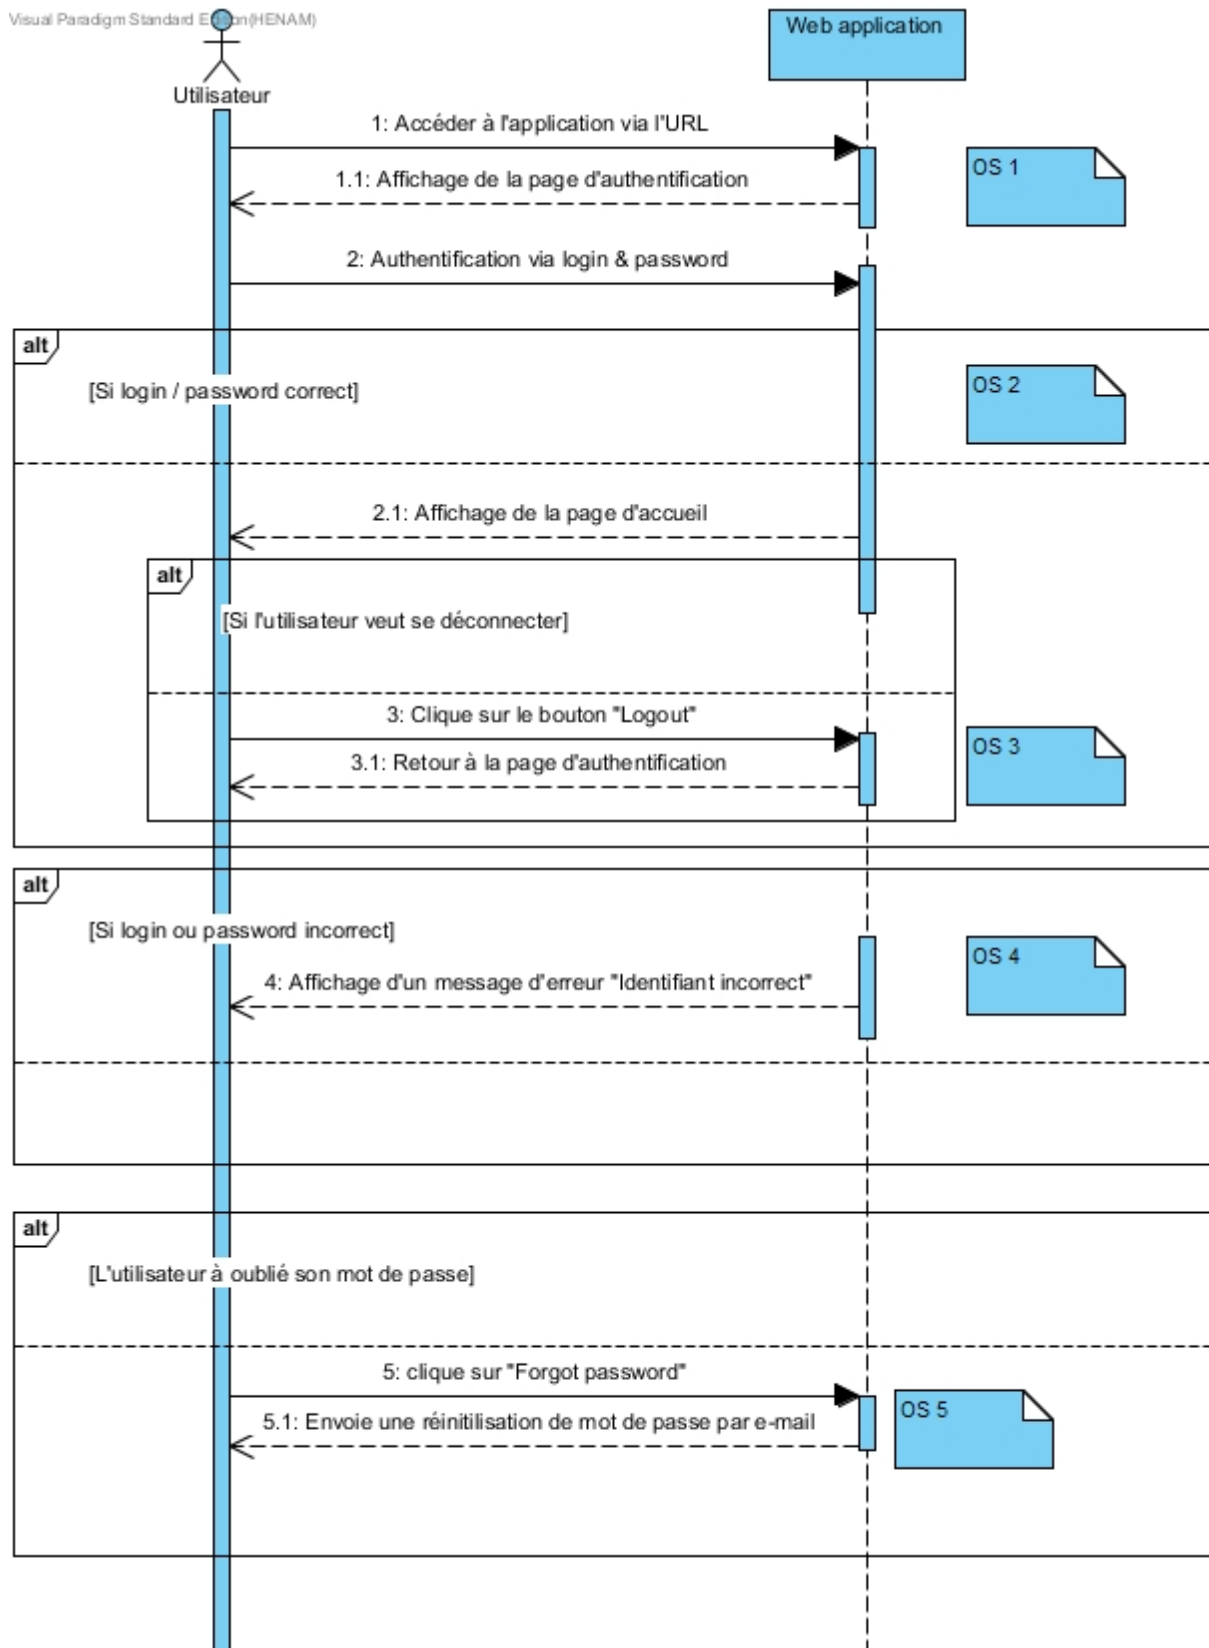 Visual Paradigm Standard Edition(HENAM)
Web application
Utilisateur
1: Accéder à l'application via l'URL
OS 1
1.1: Affichage de la page d'authentification
2: Authentification via login & password
alt
[Si login / password correct]
OS 2
2.1: Affichage de la page d'accueil
alt
[Si l'utilisateur veut se déconnecter]
3: Clique sur le bouton "Logout"
OS 3
3.1: Retour à la page d'authentification
alt
[Si login ou password incorrect]
OS 4
4: Affichage d'un message d'erreur "Identifiant incorrect"
alt
[L'utilisateur à oublié son mot de passe]
5: clique sur "Forgot password"
OS 5
5.1: Envoie une réinitilisation de mot de passe par e-mail